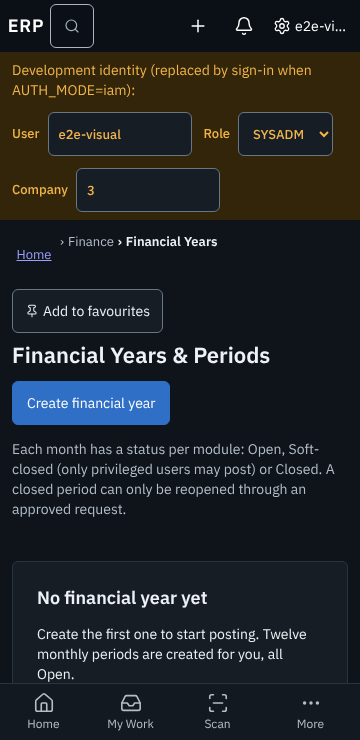 ERP
e2e-vi...
Development identity (replaced by sign-in when
AUTH_MODE=iam):
User e2e-visual Role SYSADM
Company 3
Home › Finance › Financial Years
Add to favourites
Financial Years & Periods
Create financial year
Each month has a status per module: Open, Soft-
closed (only privileged users may post) or Closed. A
closed period can only be reopened through an
approved request.
No financial year yet
Create the first one to start posting. Twelve
monthly periods are created for you, all
Open.
Home My Work Scan More